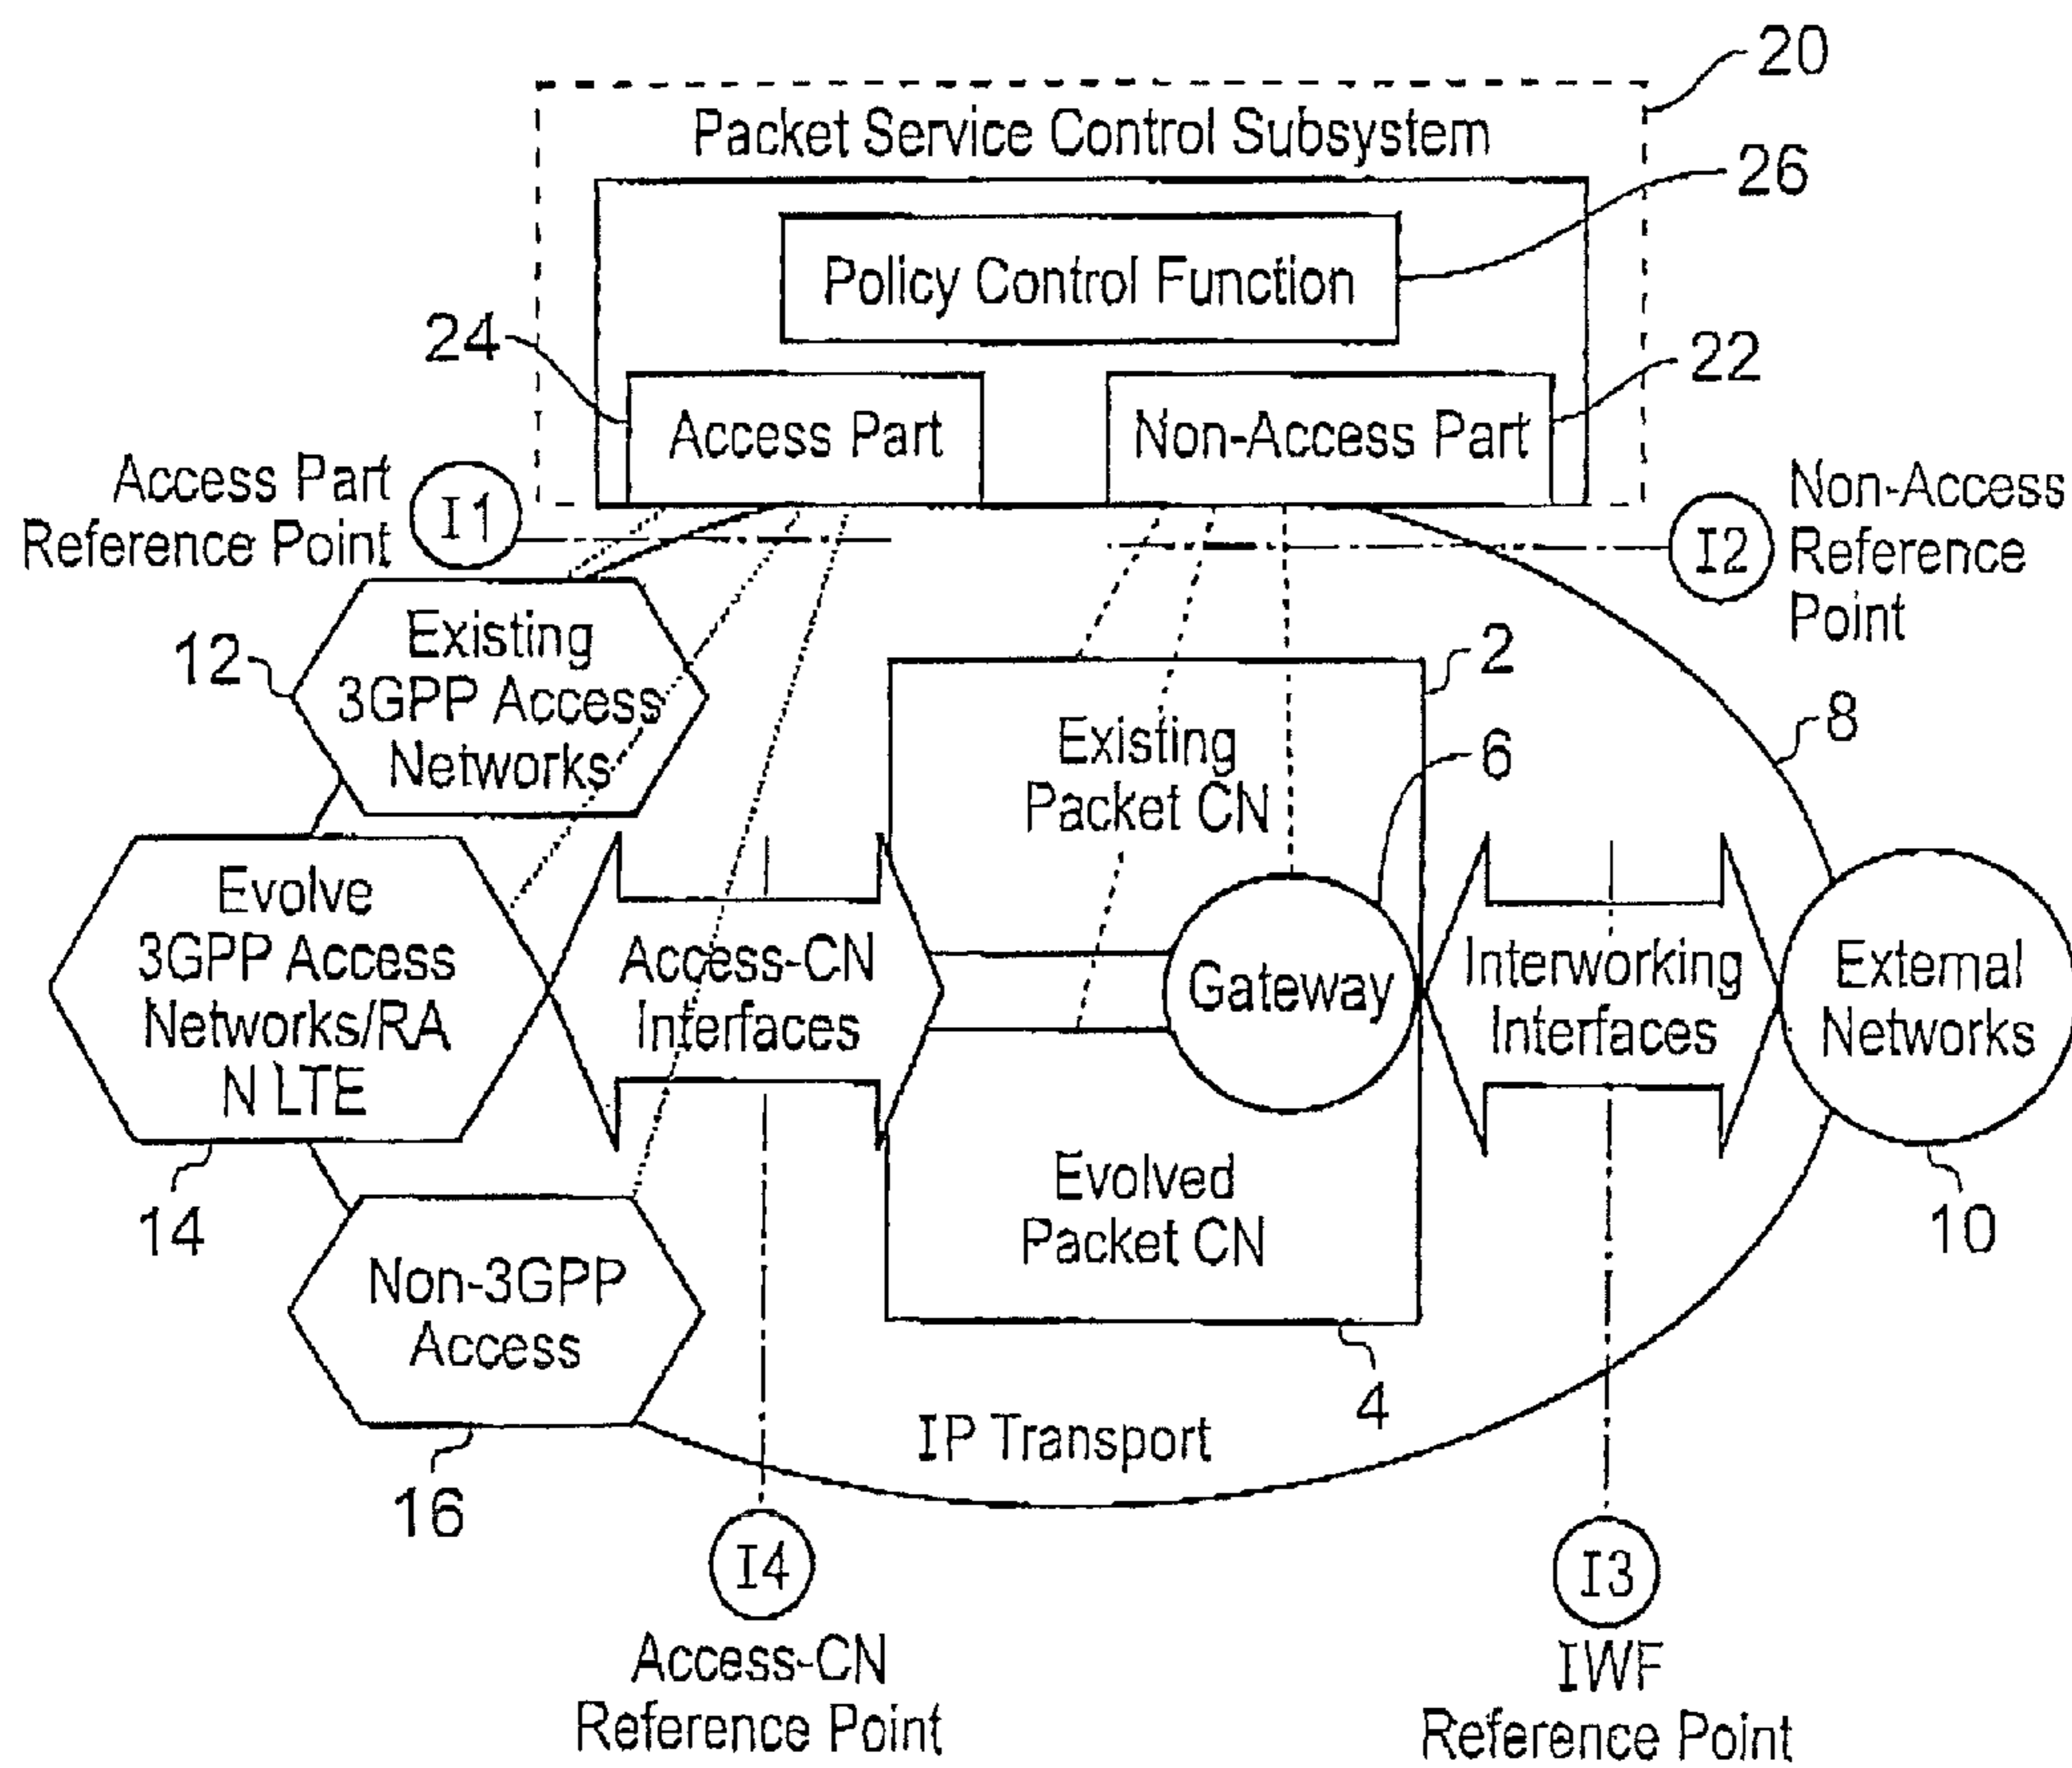 20
Packet Service Control Subsystem
26
Policy Control Function
24
22
Access Part
Non-Access Part
Access Part
Reference Point
I1
I2
Non-Access
Reference
Point
12
Existing
3GPP Access
Networks
2
8
Existing
Packet CN
6
Evolve
3GPP Access
Networks/RA
N LTE
Access-CN
Interfaces
Gateway
Interworking
Interfaces
External
Networks
14
Evolved
Packet CN
10
Non-3GPP
Access
4
IP Transport
16
I4
I3
Access-CN
Reference Point
IWF
Reference Point